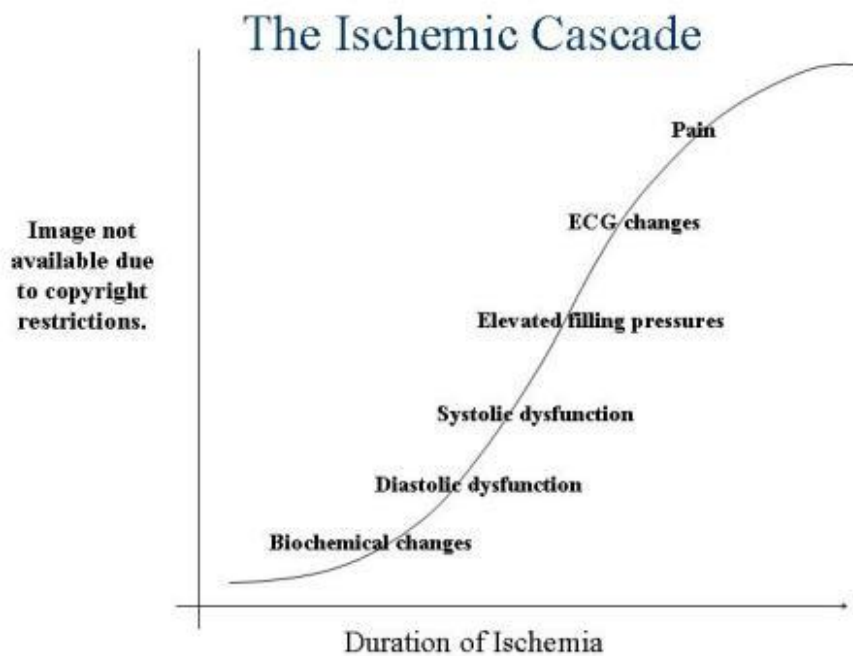 The Ischemic Cascade
Pain
ECG changes
Image not
available due
to copyright
restrictions.
Elevated filling pressures
Systolic dysfunction
Diastolic dysfunction
Biochemical changes
Duration of Ischemia